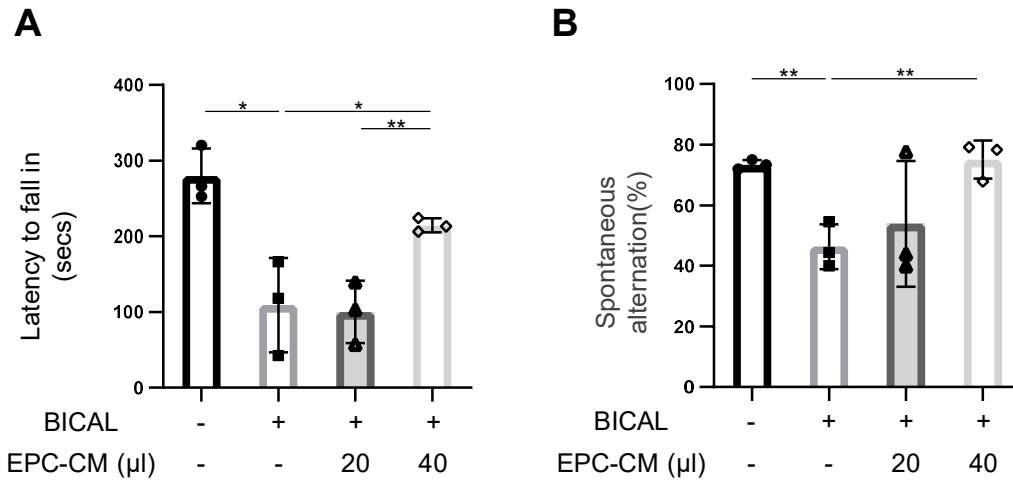 A
Latency to fall in
(secs)
400
300
200
100
0
* *
**
BICAL - + + +
EPC-CM (µl) - - 20 40
B
Spontaneous
alternation(%)
100
80
60
40
20
0
** **
BICAL - + + +
EPC-CM (µl) - - 20 40